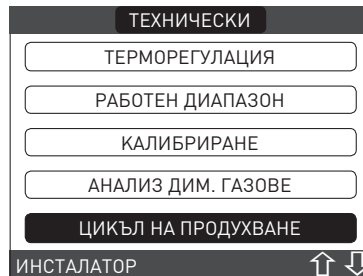 ТЕХНИЧЕСКИ
ТЕРМОРЕГУЛАЦИЯ
РАБОТЕН ДИАПАЗОН
КАЛИБРИРАНЕ
АНАЛИЗ ДИМ. ГАЗОВЕ
ЦИКЪЛ НА ПРОДУХВАНЕ
ИНСТАЛАТОР